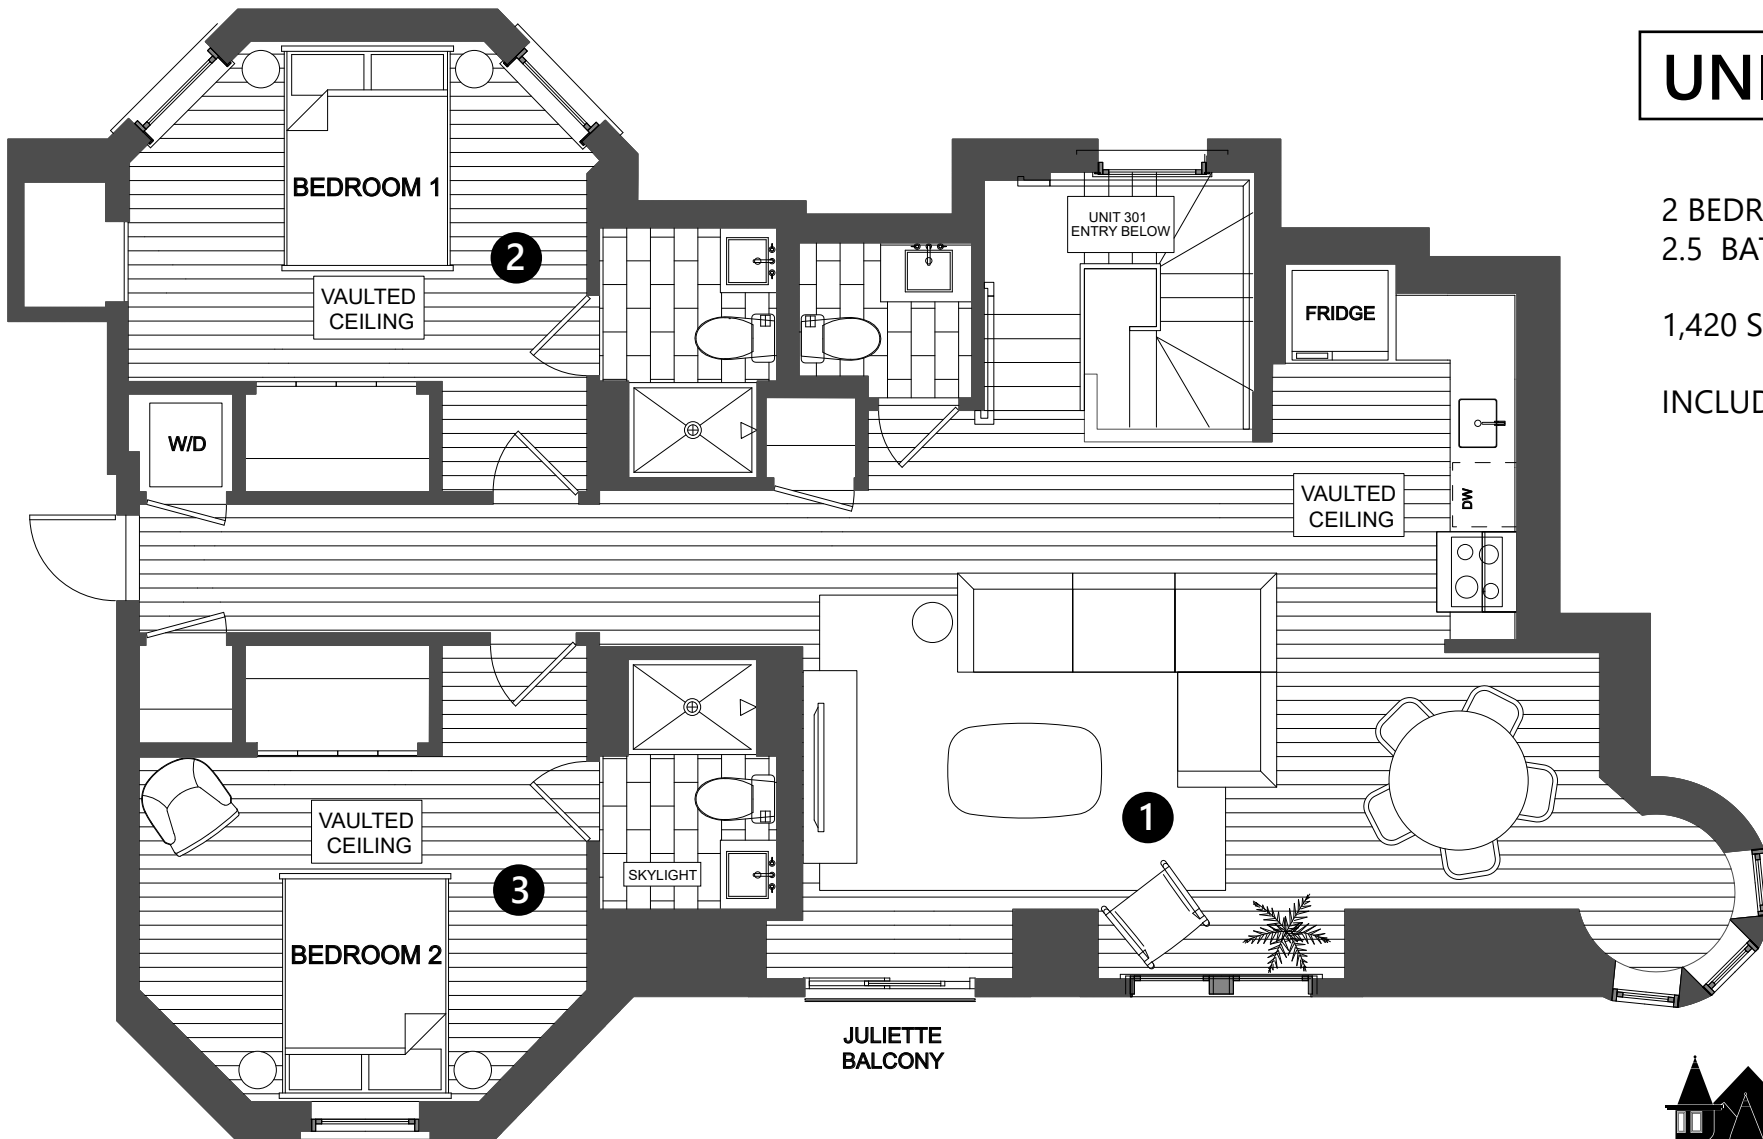 UNI
2 BEDR
2.5 BAT
1,420 S
INCLUD
BEDROOM 1
2
VAULTED
CEILING
UNIT 301
ENTRY BELOW
FRIDGE
W/D
VAULTED
CEILING
DW
VAULTED
CEILING
1
SKYLIGHT
3
BEDROOM 2
JULIETTE
BALCONY